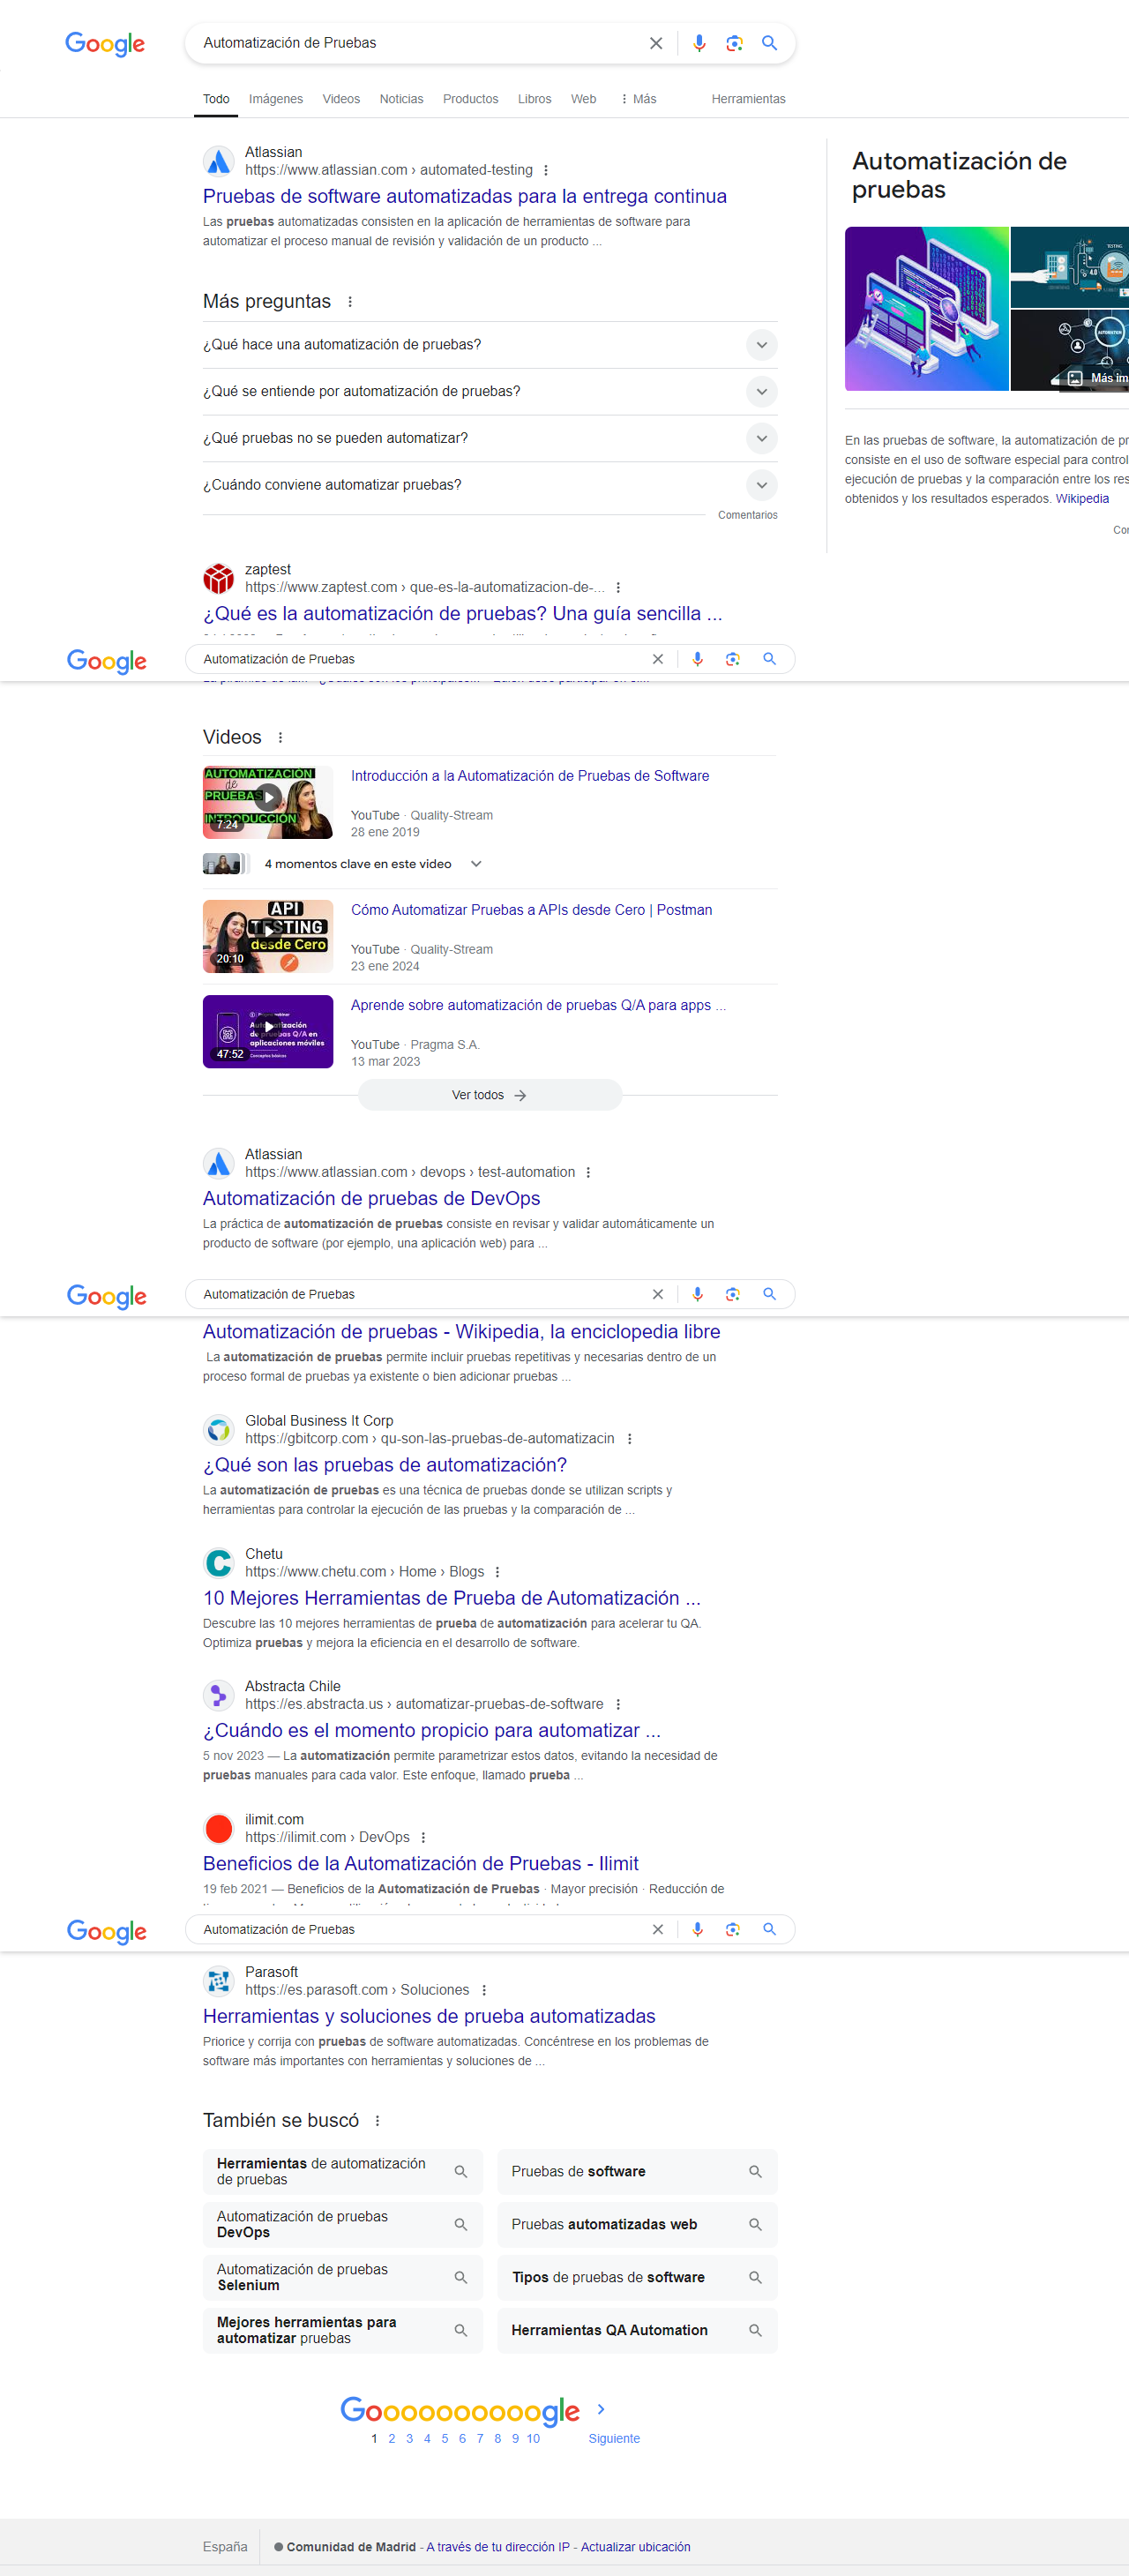 Google
Automatización de Pruebas
Todo Imágenes Videos Noticias Productos Libros Web Más Herramientas
Atlassian
https://www.atlassian.com › automated-testing
Pruebas de software automatizadas para la entrega continua
Las pruebas automatizadas consisten en la aplicación de herramientas de software para
automatizar el proceso manual de revisión y validación de un producto ...
Más preguntas
¿Qué hace una automatización de pruebas?
¿Qué se entiende por automatización de pruebas?
¿Qué pruebas no se pueden automatizar?
¿Cuándo conviene automatizar pruebas?
Comentarios
Automatización de
pruebas
TESTING
4.0
AUTOMATION
Más im
En las pruebas de software, la automatización de pr
consiste en el uso de software especial para control
ejecución de pruebas y la comparación entre los res
obtenidos y los resultados esperados. Wikipedia
Cor
zaptest
https://www.zaptest.com › que-es-la-automatizacion-de-...
¿Qué es la automatización de pruebas? Una guía sencilla ...
Google
Automatización de Pruebas
Videos
AUTOMATIZACIÓN
de
PRUEBAS
INTRODUCCIÓN
7:24
Introducción a la Automatización de Pruebas de Software
YouTube · Quality-Stream
28 ene 2019
4 momentos clave en este video
API
TESTING
desde Cero
20:10
Cómo Automatizar Pruebas a APIs desde Cero | Postman
YouTube · Quality-Stream
23 ene 2024
Automatización
de pruebas Q/A en
aplicaciones móviles
Conceptos básicos
47:52
Aprende sobre automatización de pruebas Q/A para apps ...
YouTube · Pragma S.A.
13 mar 2023
Ver todos
Atlassian
https://www.atlassian.com › devops › test-automation
Automatización de pruebas de DevOps
La práctica de automatización de pruebas consiste en revisar y validar automáticamente un
producto de software (por ejemplo, una aplicación web) para ...
Google
Automatización de Pruebas
Automatización de pruebas - Wikipedia, la enciclopedia libre
La automatización de pruebas permite incluir pruebas repetitivas y necesarias dentro de un
proceso formal de pruebas ya existente o bien adicionar pruebas ...
Global Business It Corp
https://gbitcorp.com › qu-son-las-pruebas-de-automatizacin
¿Qué son las pruebas de automatización?
La automatización de pruebas es una técnica de pruebas donde se utilizan scripts y
herramientas para controlar la ejecución de las pruebas y la comparación de ...
Chetu
https://www.chetu.com › Home › Blogs
10 Mejores Herramientas de Prueba de Automatización ...
Descubre las 10 mejores herramientas de prueba de automatización para acelerar tu QA.
Optimiza pruebas y mejora la eficiencia en el desarrollo de software.
Abstracta Chile
https://es.abstracta.us › automatizar-pruebas-de-software
¿Cuándo es el momento propicio para automatizar ...
5 nov 2023 — La automatización permite parametrizar estos datos, evitando la necesidad de
pruebas manuales para cada valor. Este enfoque, llamado prueba ...
ilimit.com
https://ilimit.com › DevOps
Beneficios de la Automatización de Pruebas - Ilimit
19 feb 2021 — Beneficios de la Automatización de Pruebas · Mayor precisión · Reducción de
Google
Automatización de Pruebas
Parasoft
https://es.parasoft.com › Soluciones
Herramientas y soluciones de prueba automatizadas
Priorice y corrija con pruebas de software automatizadas. Concéntrese en los problemas de
software más importantes con herramientas y soluciones de ...
También se buscó
Herramientas de automatización
de pruebas
Pruebas de software
Automatización de pruebas
DevOps
Pruebas automatizadas web
Automatización de pruebas
Selenium
Tipos de pruebas de software
Mejores herramientas para
automatizar pruebas
Herramientas QA Automation
Goooooooooogle
1 2 3 4 5 6 7 8 9 10 Siguiente
España
Comunidad de Madrid - A través de tu dirección IP - Actualizar ubicación